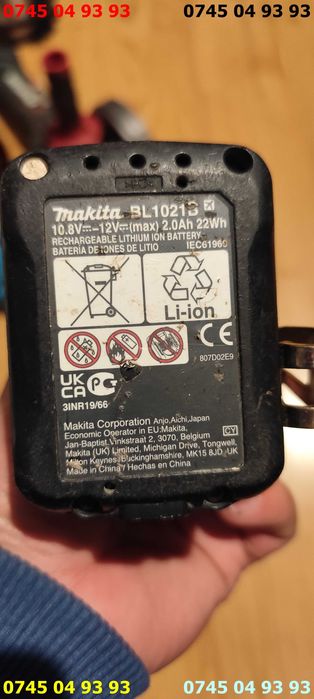 0745 04 93 93 0745 04 93 93
makita BL1021B
10.8V⎓-12V⎓(max) 2.0Ah 22Wh
RECHARGEABLE LITHIUM ION BATTERY IEC61960
BATERIA DE IONES DE LITIO
Li-ion
CE
807D02E9
UK
CA
3INR19/66
Makita Corporation Anjo,Aichi,Japan
Economic Operator in EU:Makita,
Jan-Baptist Vinkstraat 2, 3070, Belgium
Makita (UK) Limited, Michigan Drive, Tongwell,
Milton Keynes, Buckinghamshire, MK15 8JD, UK
Made in China / Hechas en China
CY
0745 04 93 93 0745 04 93 93